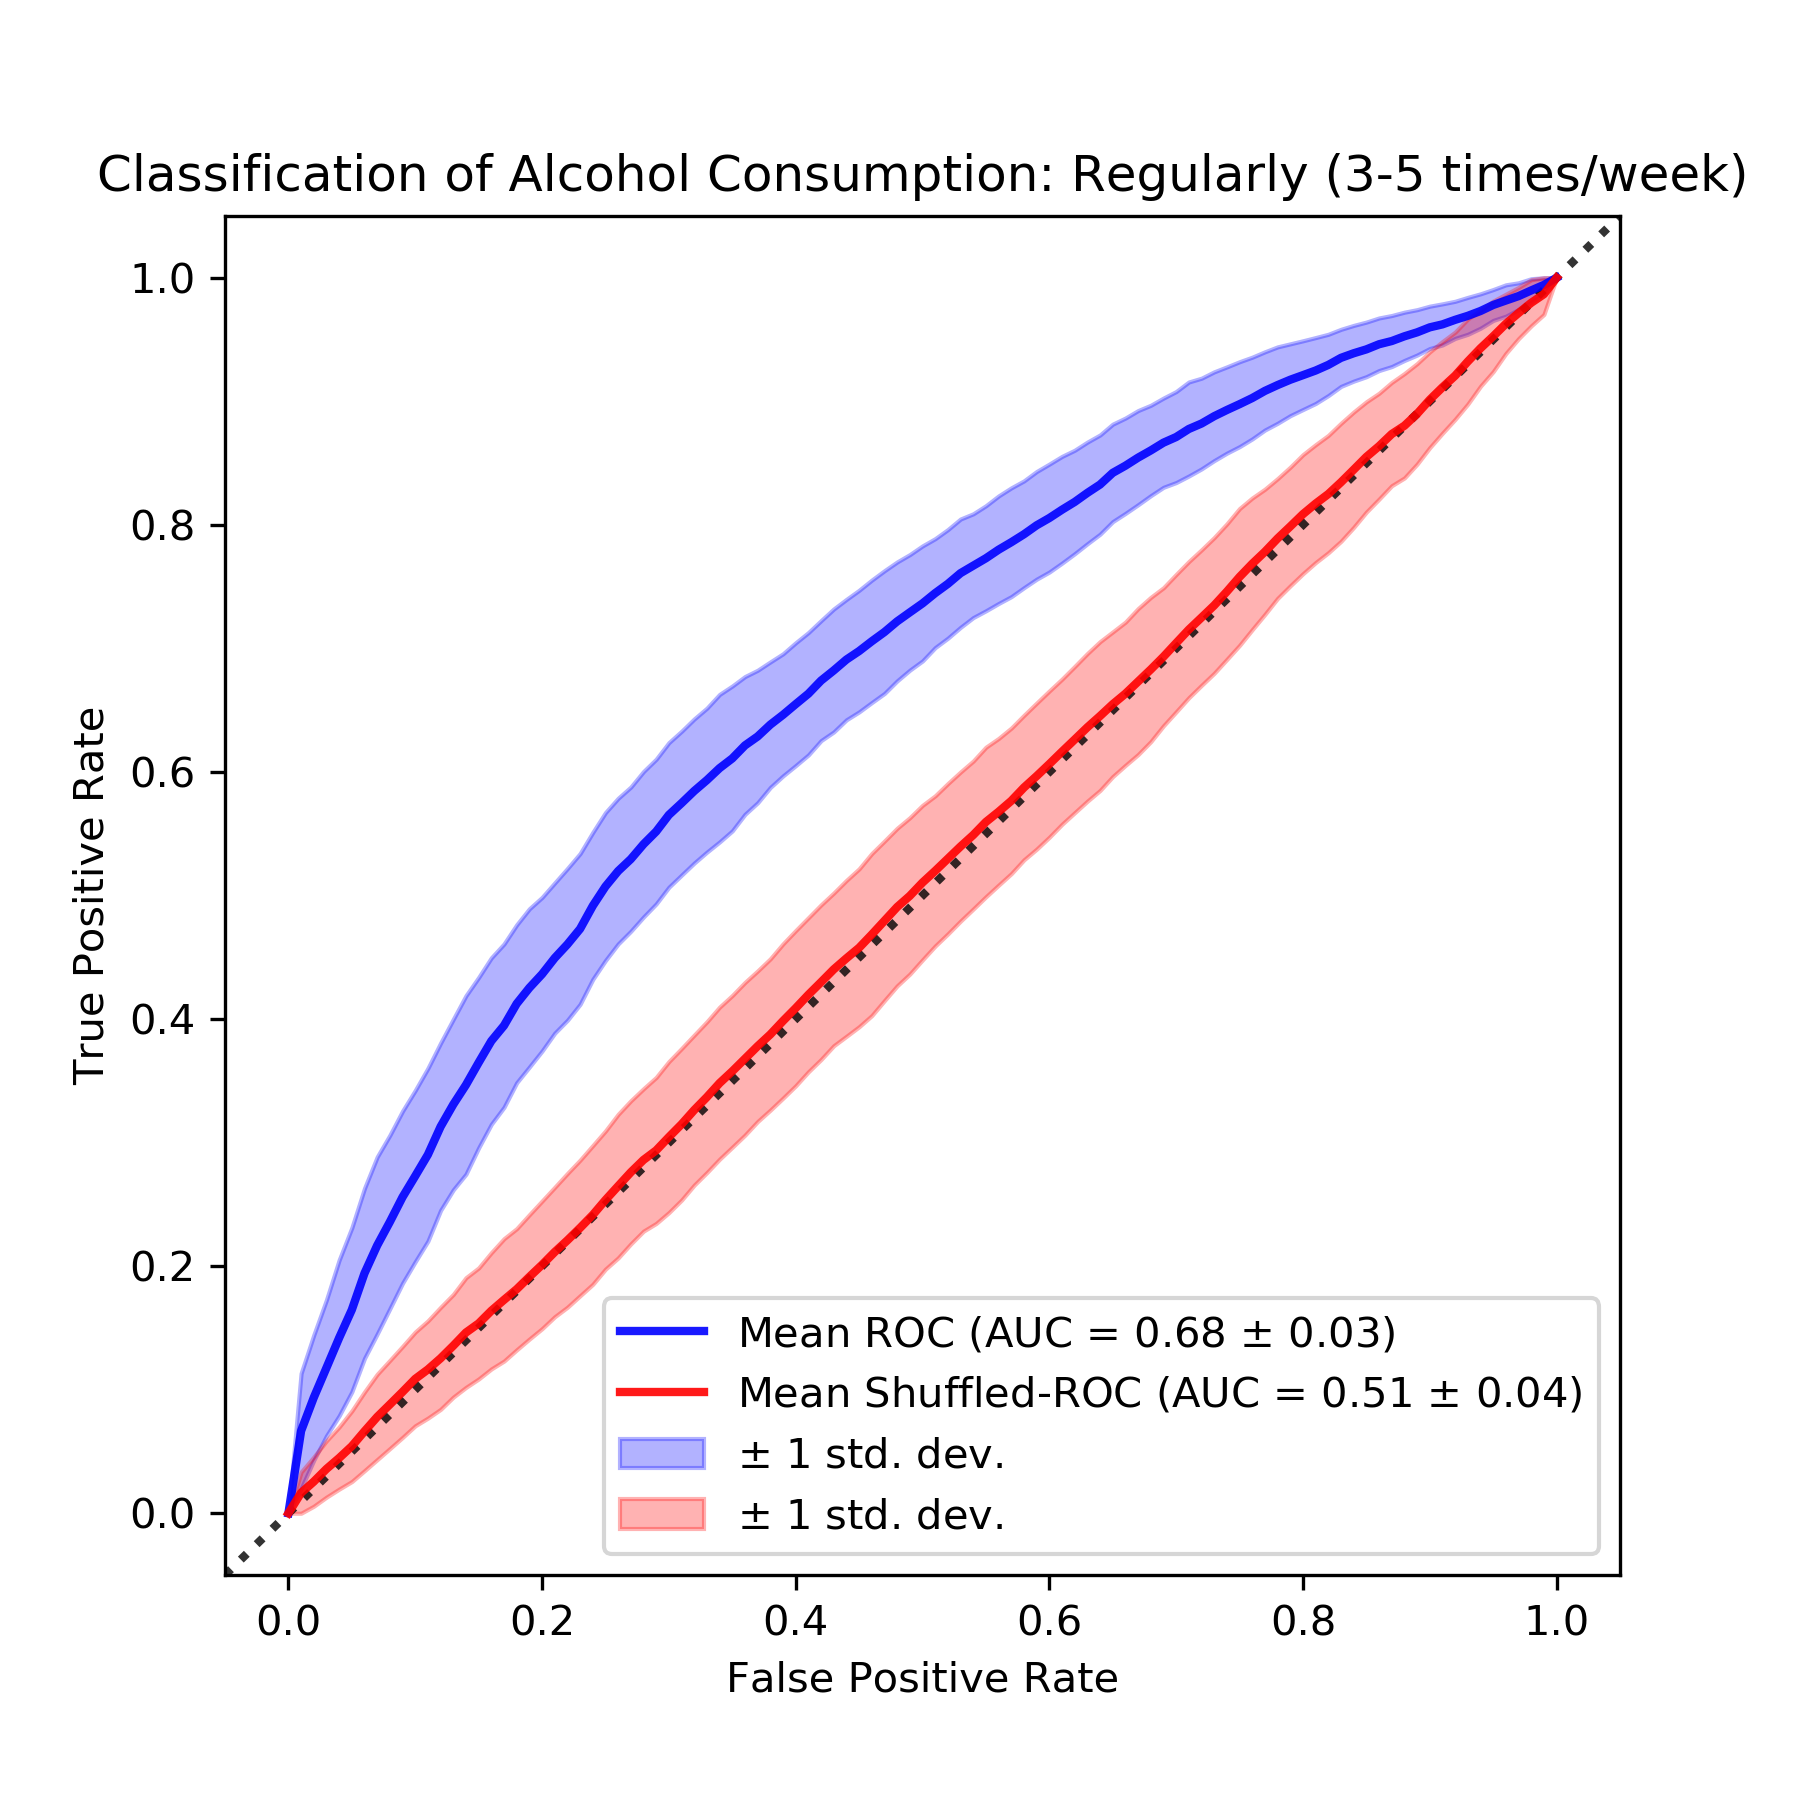 Classification of Alcohol Consumption: Regularly (3-5 times/week)
1.0
0.8
0.6
0.4
0.2
0.0
True Positive Rate
Mean ROC (AUC = 0.68 ± 0.03)
Mean Shuffled-ROC (AUC = 0.51 ± 0.04)
± 1 std. dev.
± 1 std. dev.
0.0 0.2 0.4 0.6 0.8 1.0
False Positive Rate